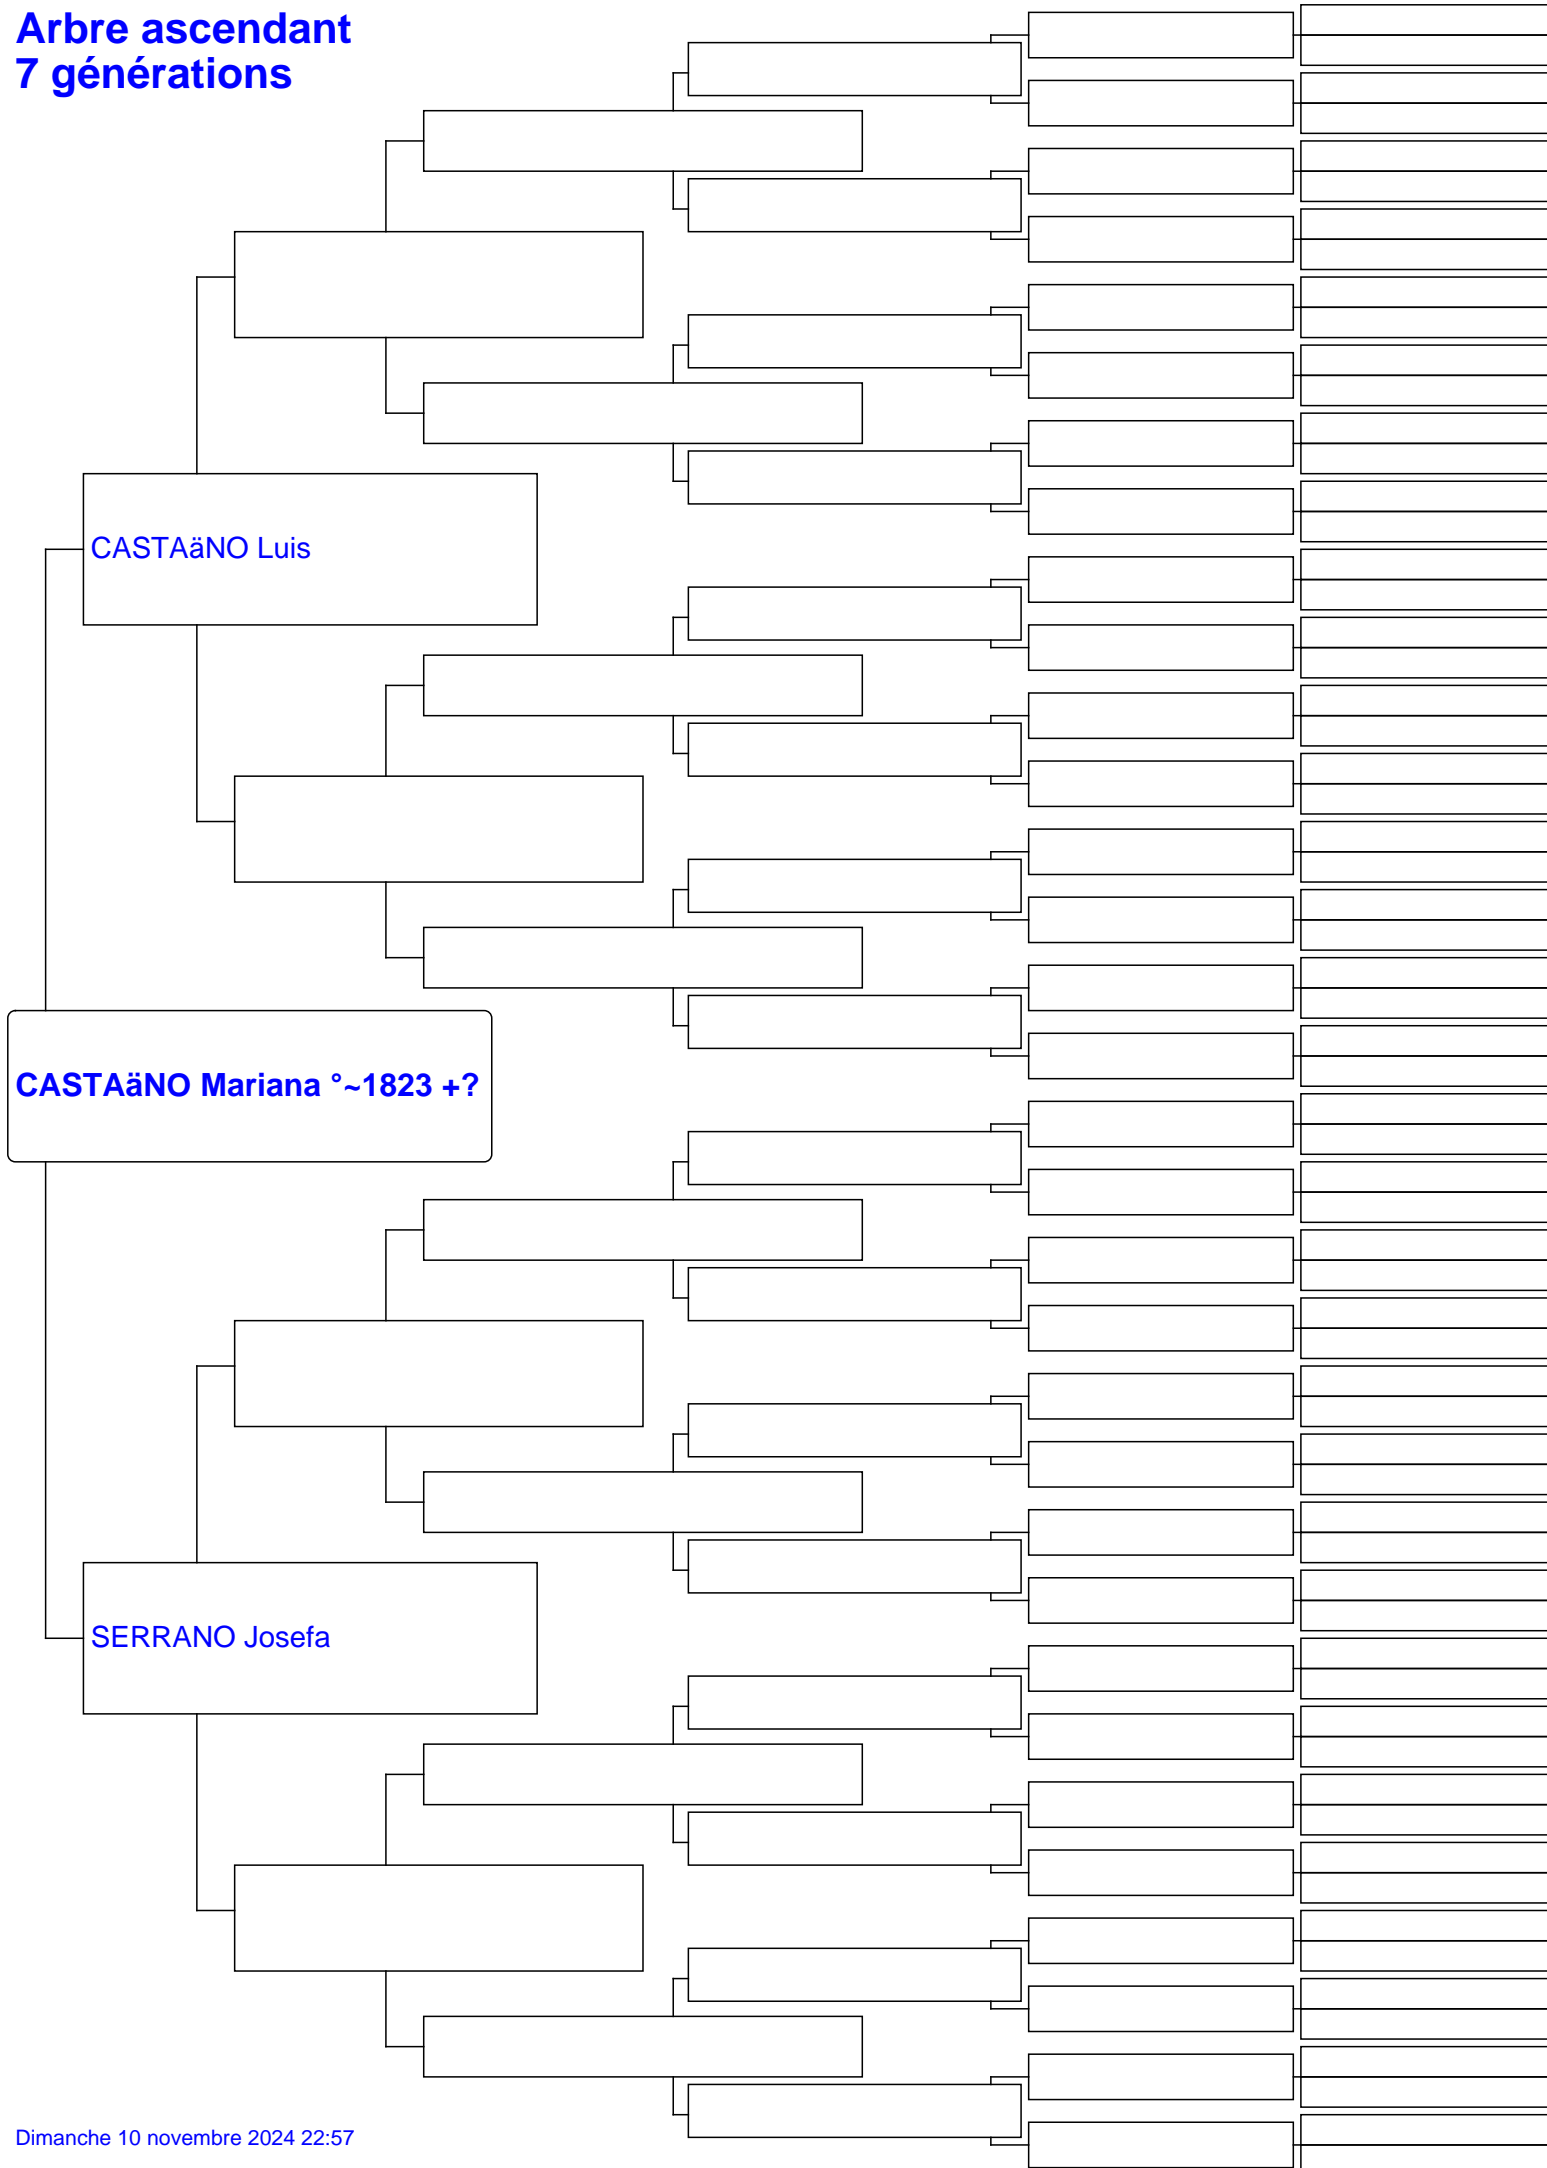 Arbre ascendant
7 générations
CASTAäNO Luis
CASTAäNO Mariana °~1823 +?
SERRANO Josefa
Dimanche 10 novembre 2024 22:57